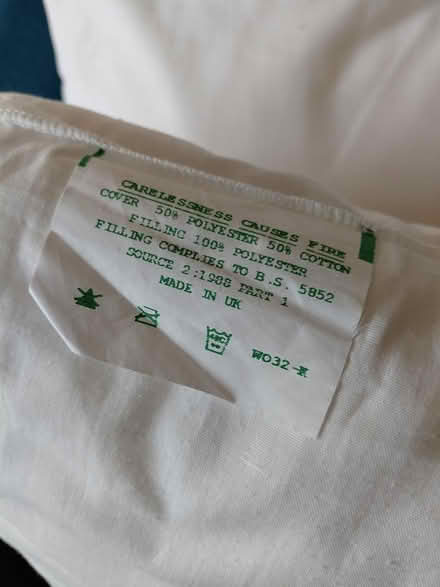 CARELESSNESS CAUSES FIRE
COVER 50% POLYESTER 50% COTTON
FILLING 100% POLYESTER
FILLING COMPLIES TO B.S. 5852
SOURCE 2:1988 PART 1
MADE IN UK
WO32-K